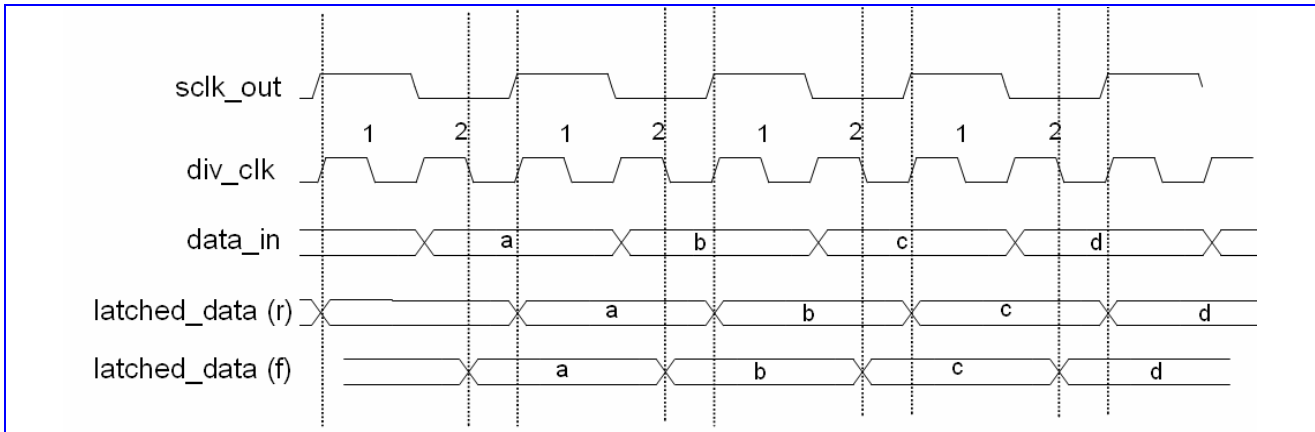 sclk_out
1 2 1 2 1 2 1 2
div_clk
data_in a b c d
latched_data (r) a b c d
latched_data (f) a b c d